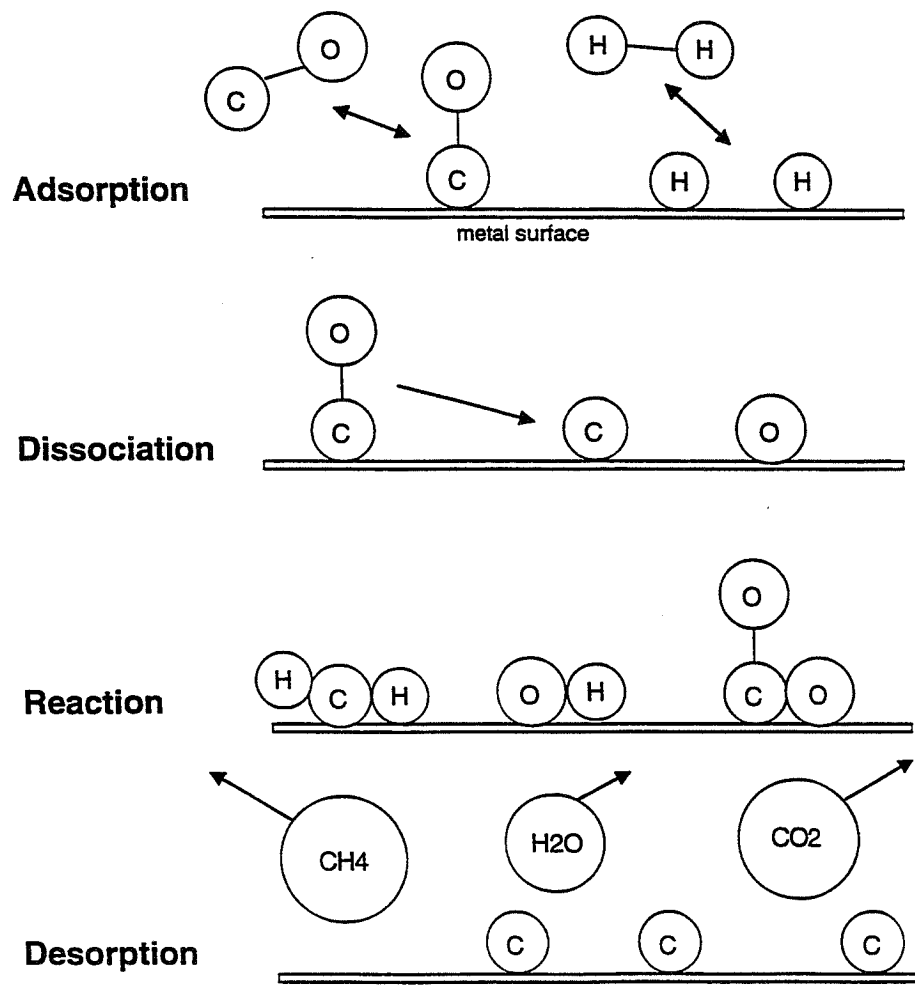 O
C
O
C
H
H
H
H
Adsorption
metal surface
O
C
C
O
Dissociation
O
H
C
H
O
H
C
O
Reaction
CH4
H2O
CO2
C
C
C
Desorption